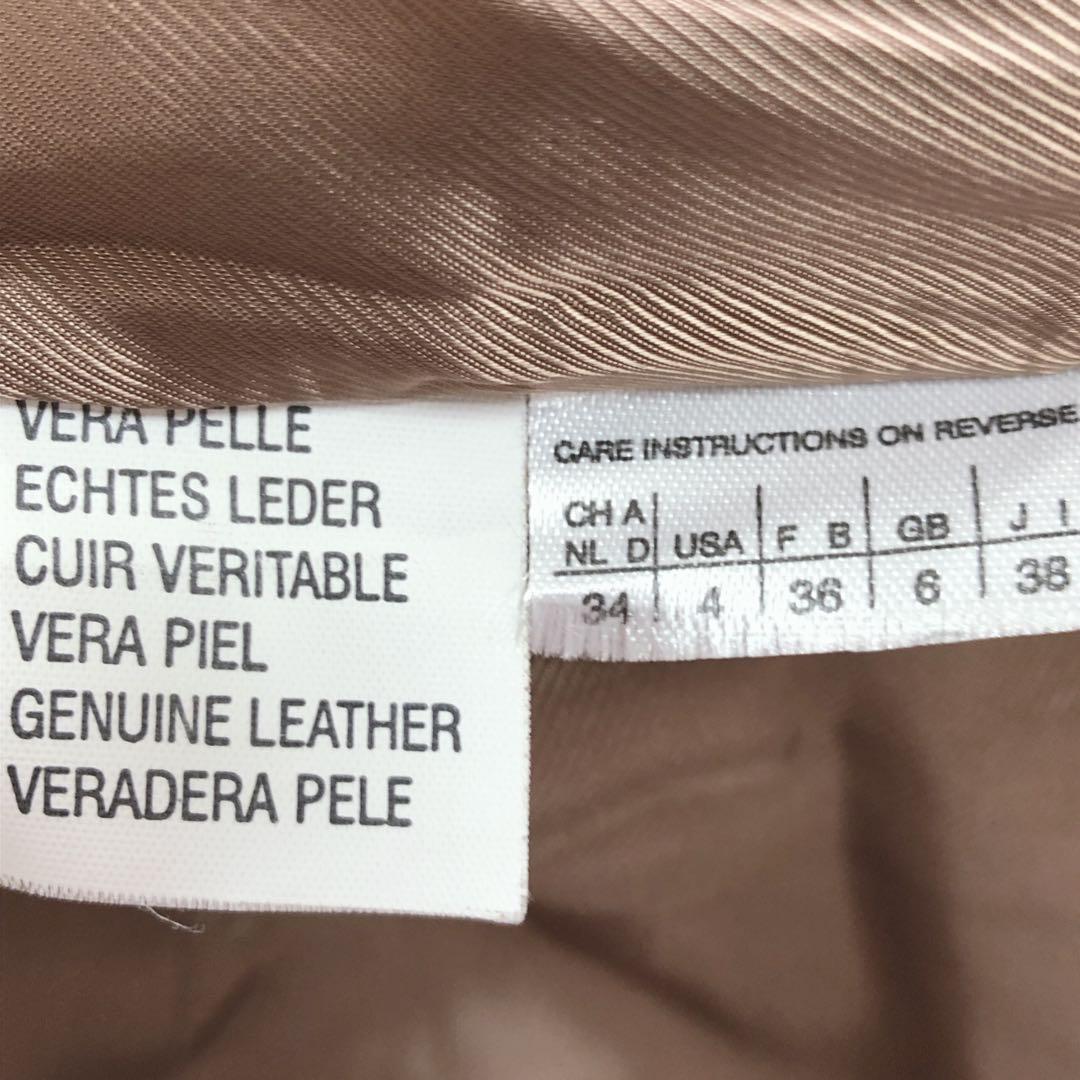 VERA PELLE
ECHTES LEDER
CUIR VERITABLE
VERA PIEL
GENUINE LEATHER
VERADERA PELE
CARE INSTRUCTIONS ON REVERSE
CH A
NL D USA F B GB J I
34 4 36 6 38